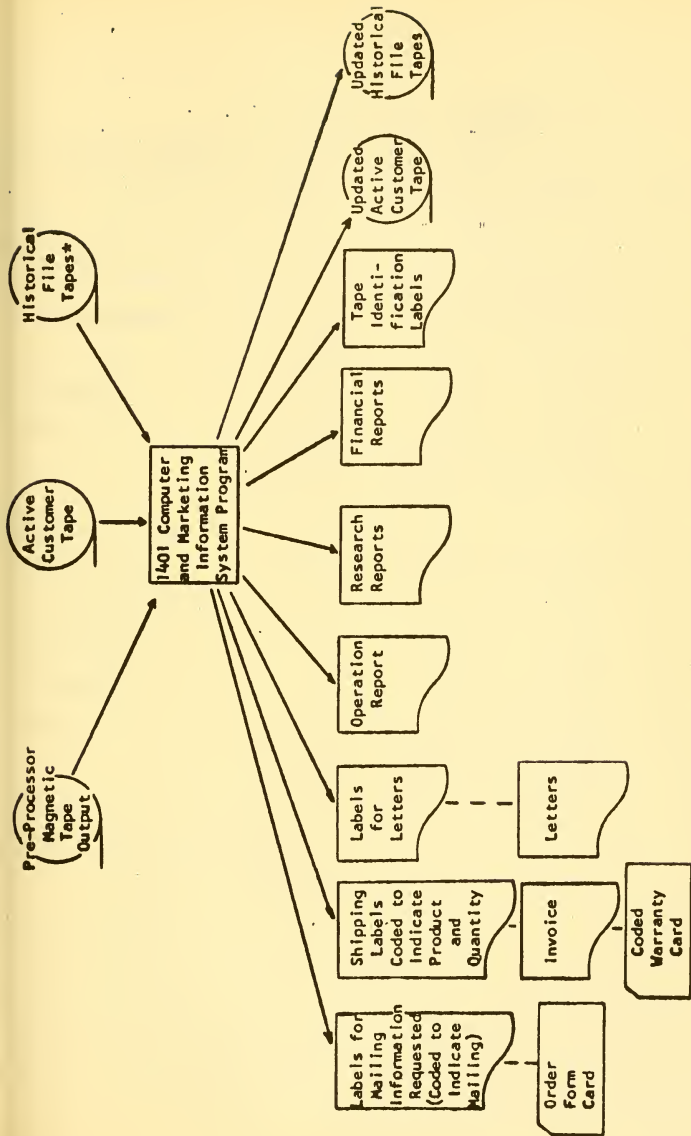 Pre-Processor
Magnetic
Tape
Output
Active
Customer
Tape
Historical
File
Tapes*
1401 Computer
and Marketing
Information
System Program
Labels for
Mailing
Information
Requested
(Coded to
Indicate
Mailing)
Order
Form
Card
Shipping
Labels
Coded to
Indicate
Product
and
Quantity
Invoice
Coded
Warranty
Card
Labels
for
Letters
Letters
Operation
Report
Research
Reports
Financial
Reports
Tape
Identi-
fication
Labels
Updated
Active
Customer
Tape
Updated
Historical
File
Tapes